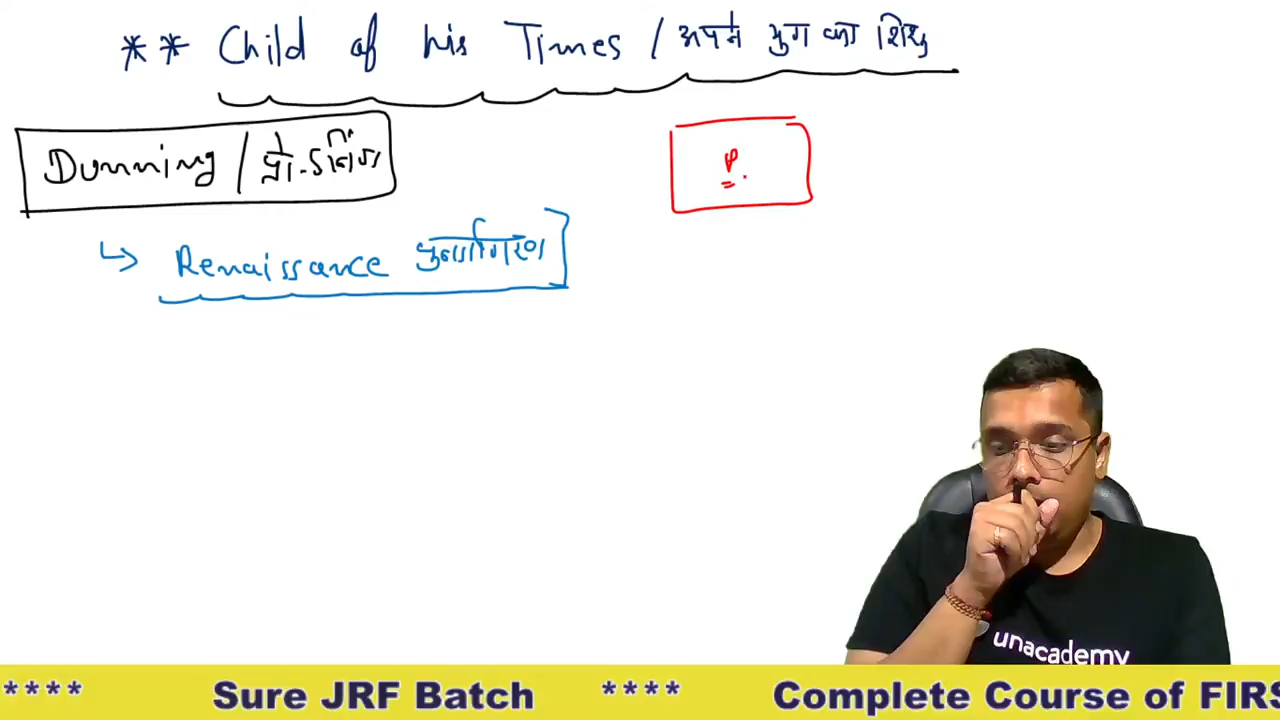 ** Child of his Times / अपने युग का शिशु
Dunning / प्रो. डनिंग
P.
↳ Renaissance पुनर्जागरण
unacademy
**** Sure JRF Batch **** Complete Course of FIRS